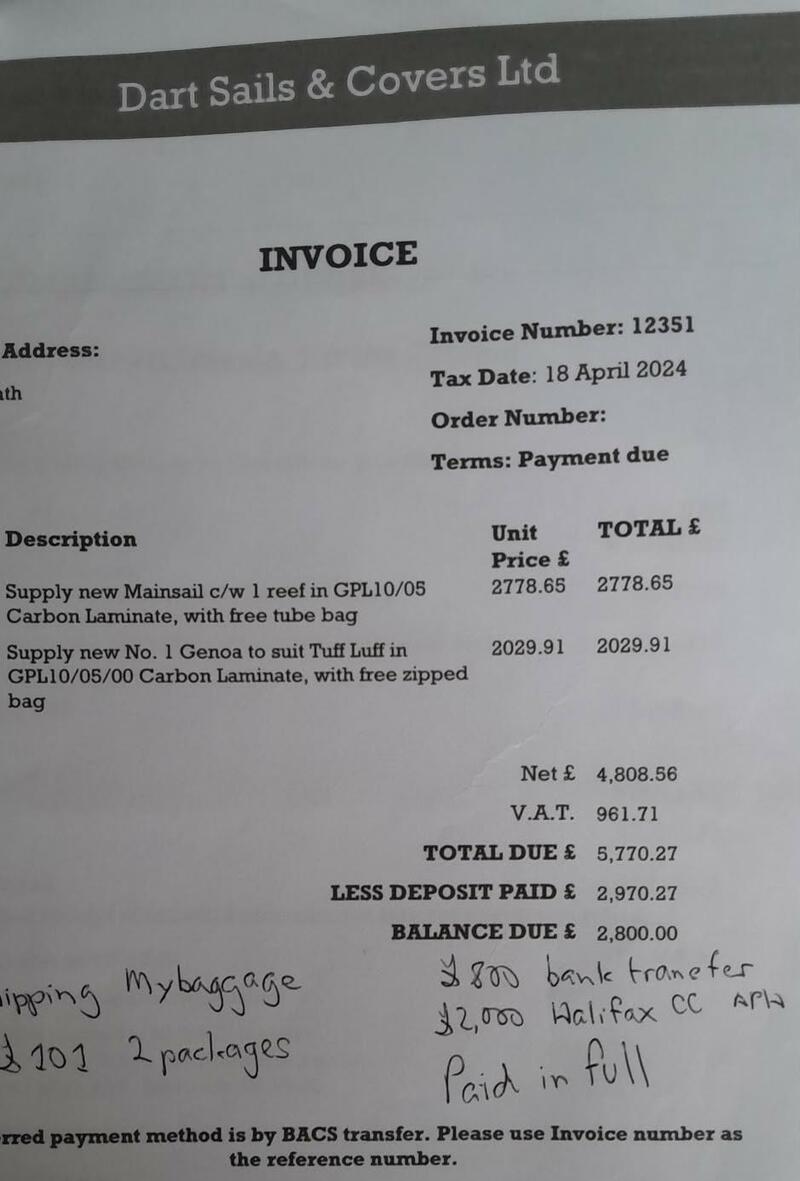 Dart Sails & Covers Ltd
INVOICE
Address:
Invoice Number: 12351
Tax Date: 18 April 2024
Order Number:
Terms: Payment due
Description Unit Price £ TOTAL £
Supply new Mainsail c/w 1 reef in GPL10/05 2778.65 2778.65
Carbon Laminate, with free tube bag
Supply new No. 1 Genoa to suit Tuff Luff in 2029.91 2029.91
GPL10/05/00 Carbon Laminate, with free zipped
bag
Net £ 4,808.56
V.A.T. 961.71
TOTAL DUE £ 5,770.27
LESS DEPOSIT PAID £ 2,970.27
BALANCE DUE £ 2,800.00
ipping Mybaggage
£101 2 packages
£800 bank tranefer
£2,000 Halifax CC
Paid in full
rred payment method is by BACS transfer. Please use Invoice number as
the reference number.